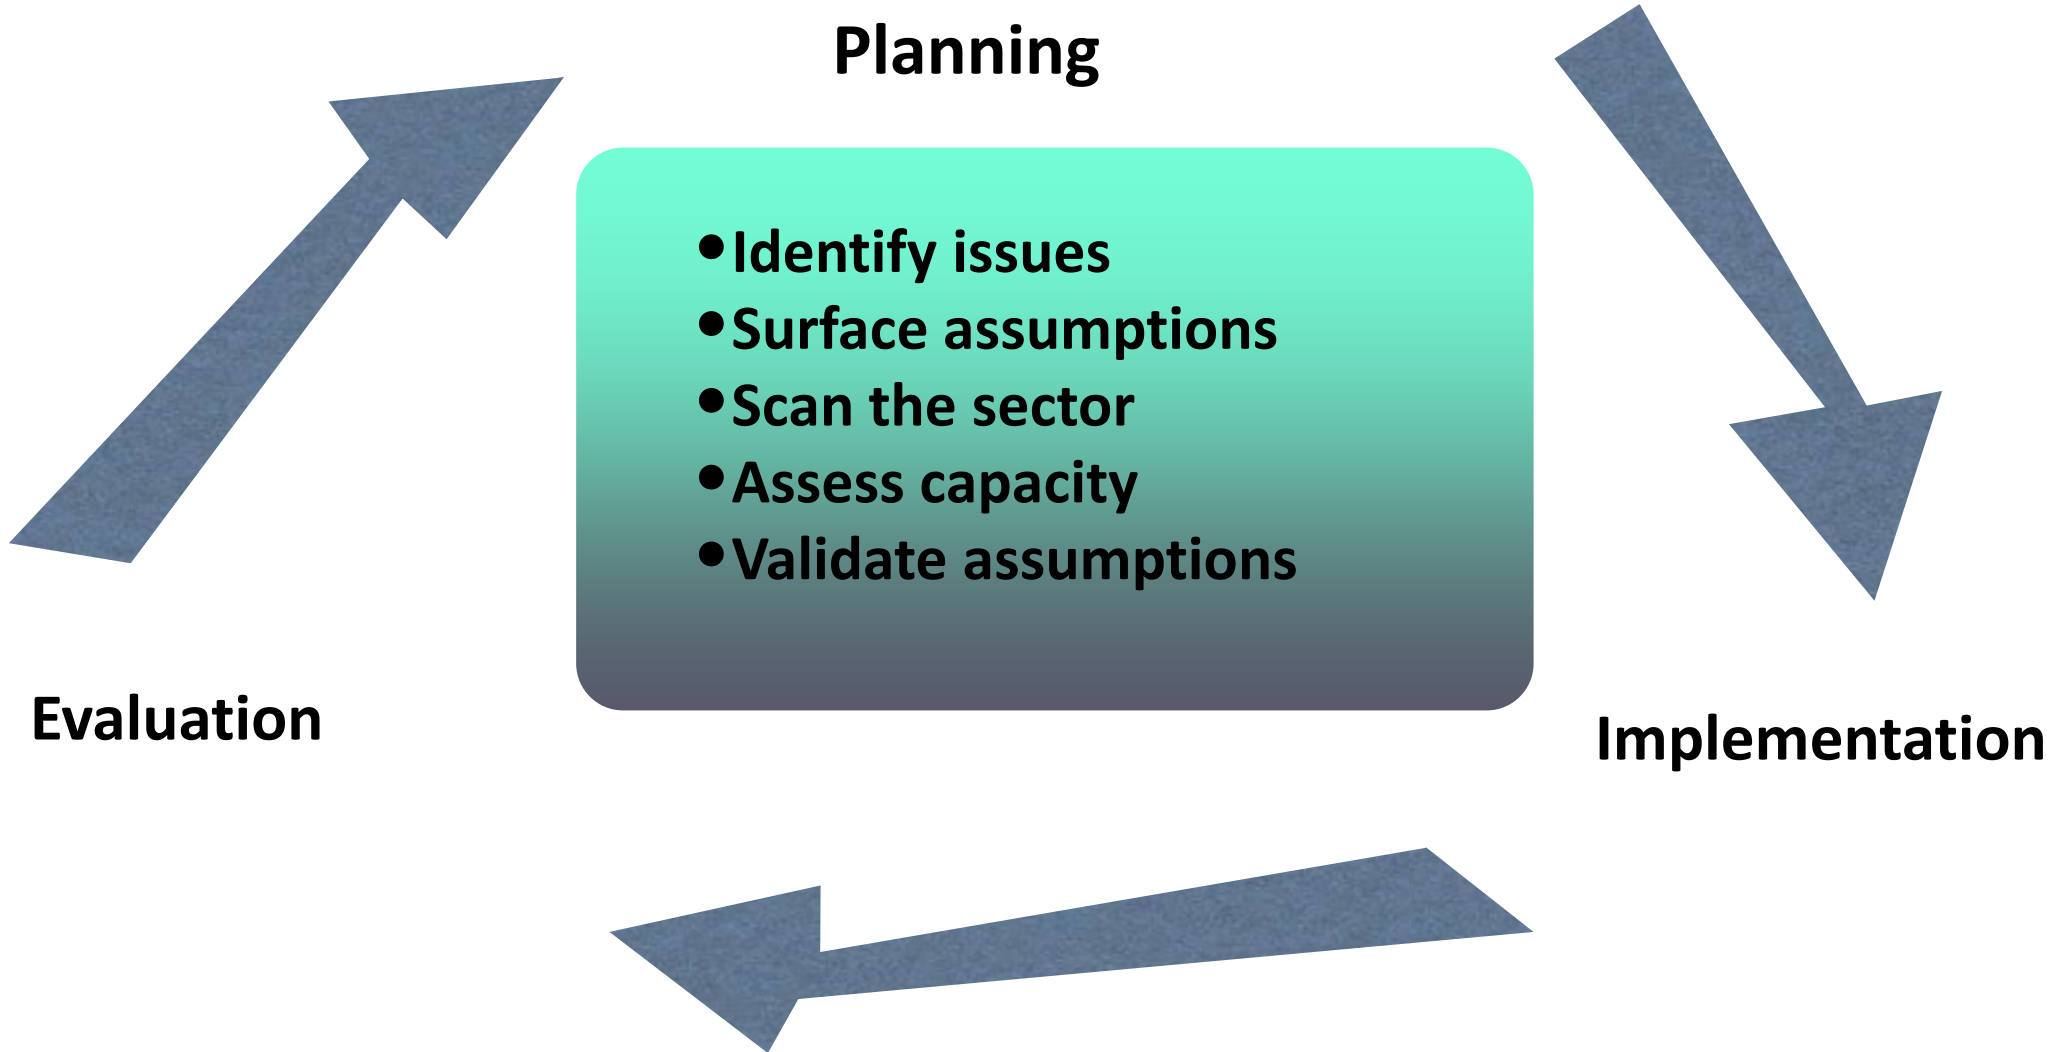 Planning
•Identify issues
•Surface assumptions
•Scan the sector
•Assess capacity
•Validate assumptions
Evaluation
Implementation